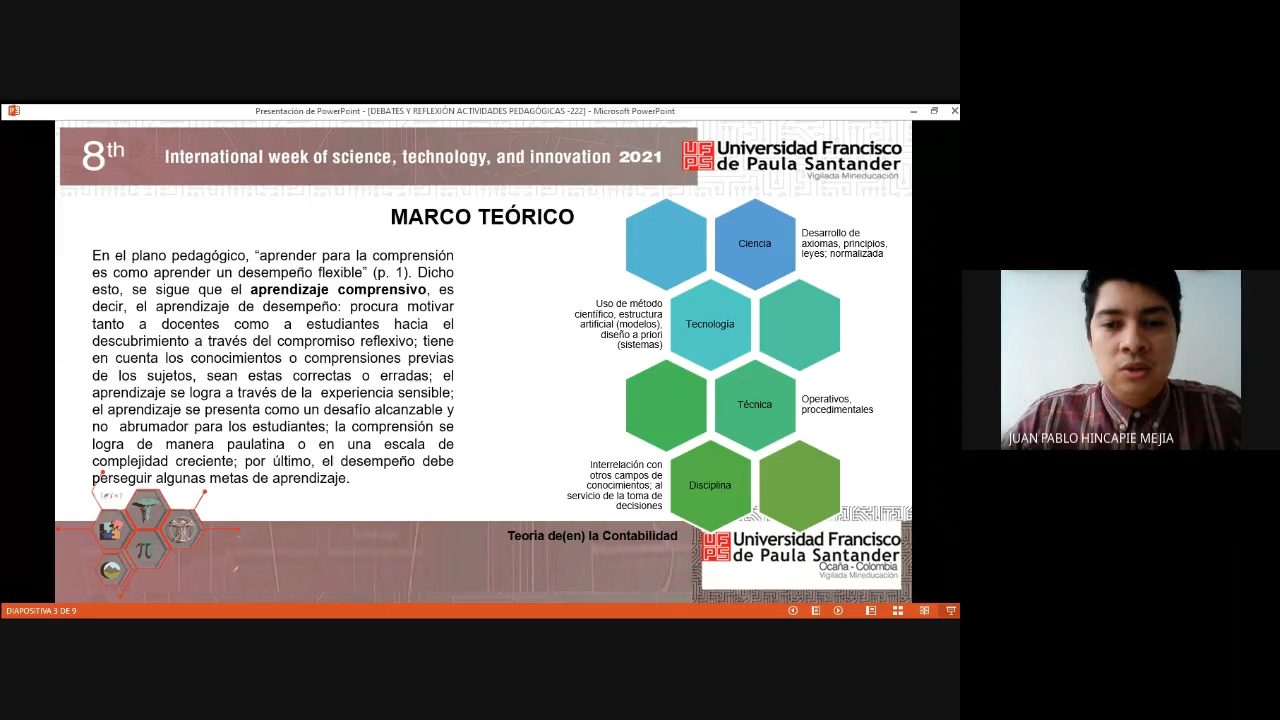 Presentación de PowerPoint - [DEBATES Y REFLEXIÓN ACTIVIDADES PEDAGÓGICAS -222] - Microsoft PowerPoint
8th
International week of science, technology, and innovation 2021
UFPS
Universidad Francisco
de Paula Santander
Vigilada Mineducación
MARCO TEÓRICO
En el plano pedagógico, “aprender para la comprensión
es como aprender un desempeño flexible” (p. 1). Dicho
esto, se sigue que el aprendizaje comprensivo, es
decir, el aprendizaje de desempeño: procura motivar
tanto a docentes como a estudiantes hacia el
descubrimiento a través del compromiso reflexivo; tiene
en cuenta los conocimientos o comprensiones previas
de los sujetos, sean estas correctas o erradas; el
aprendizaje se logra a través de la experiencia sensible;
el aprendizaje se presenta como un desafío alcanzable y
no abrumador para los estudiantes; la comprensión se
logra de manera paulatina o en una escala de
complejidad creciente; por último, el desempeño debe
perseguir algunas metas de aprendizaje.
Ciencia
Desarrollo de
axiomas, principios,
leyes; normalizada
Uso de método
científico, estructura
artificial (modelos),
diseño a priori
(sistemas)
Tecnología
Técnica
Operativos,
procedimentales
Interrelación con
otros campos de
conocimientos; al
servicio de la toma de
decisiones
Disciplina
π
Teoría de(en) la Contabilidad
UFPS
Universidad Francisco
de Paula Santander
Ocaña - Colombia
Vigilada Mineducación
DIAPOSITIVA 3 DE 9
JUAN PABLO HINCAPIE MEJIA